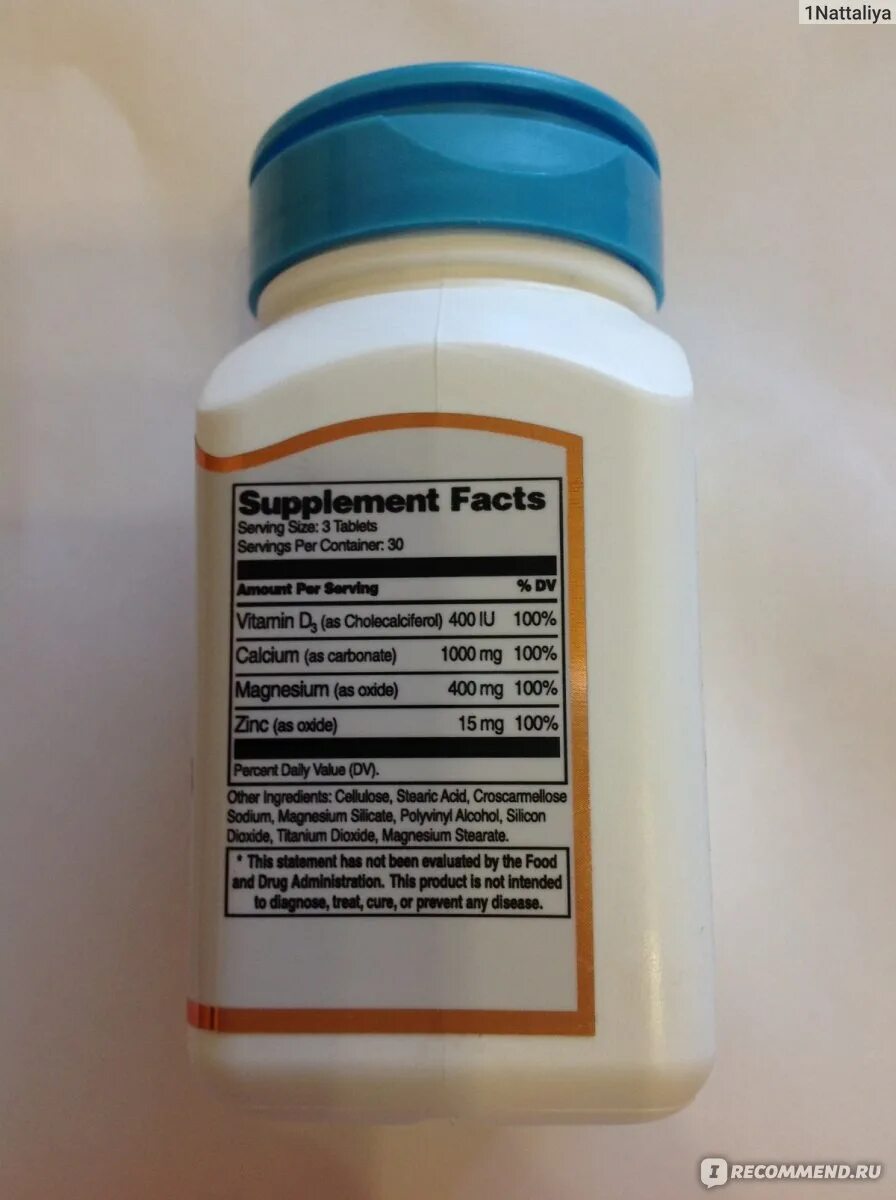 1Nattaliya
Supplement Facts
Serving Size: 3 Tablets
Servings Per Container: 30
Amount Per Serving % DV
Vitamin D3 (as Cholecalciferol) 400 IU 100%
Calcium (as carbonate) 1000 mg 100%
Magnesium (as oxide) 400 mg 100%
Zinc (as oxide) 15 mg 100%
Percent Daily Value (DV).
Other Ingredients: Cellulose, Stearic Acid, Croscarmellose
Sodium, Magnesium Silicate, Polyvinyl Alcohol, Silicon
Dioxide, Titanium Dioxide, Magnesium Stearate.
* This statement has not been evaluated by the Food
and Drug Administration. This product is not intended
to diagnose, treat, cure, or prevent any disease.
IRECOMMEND.RU